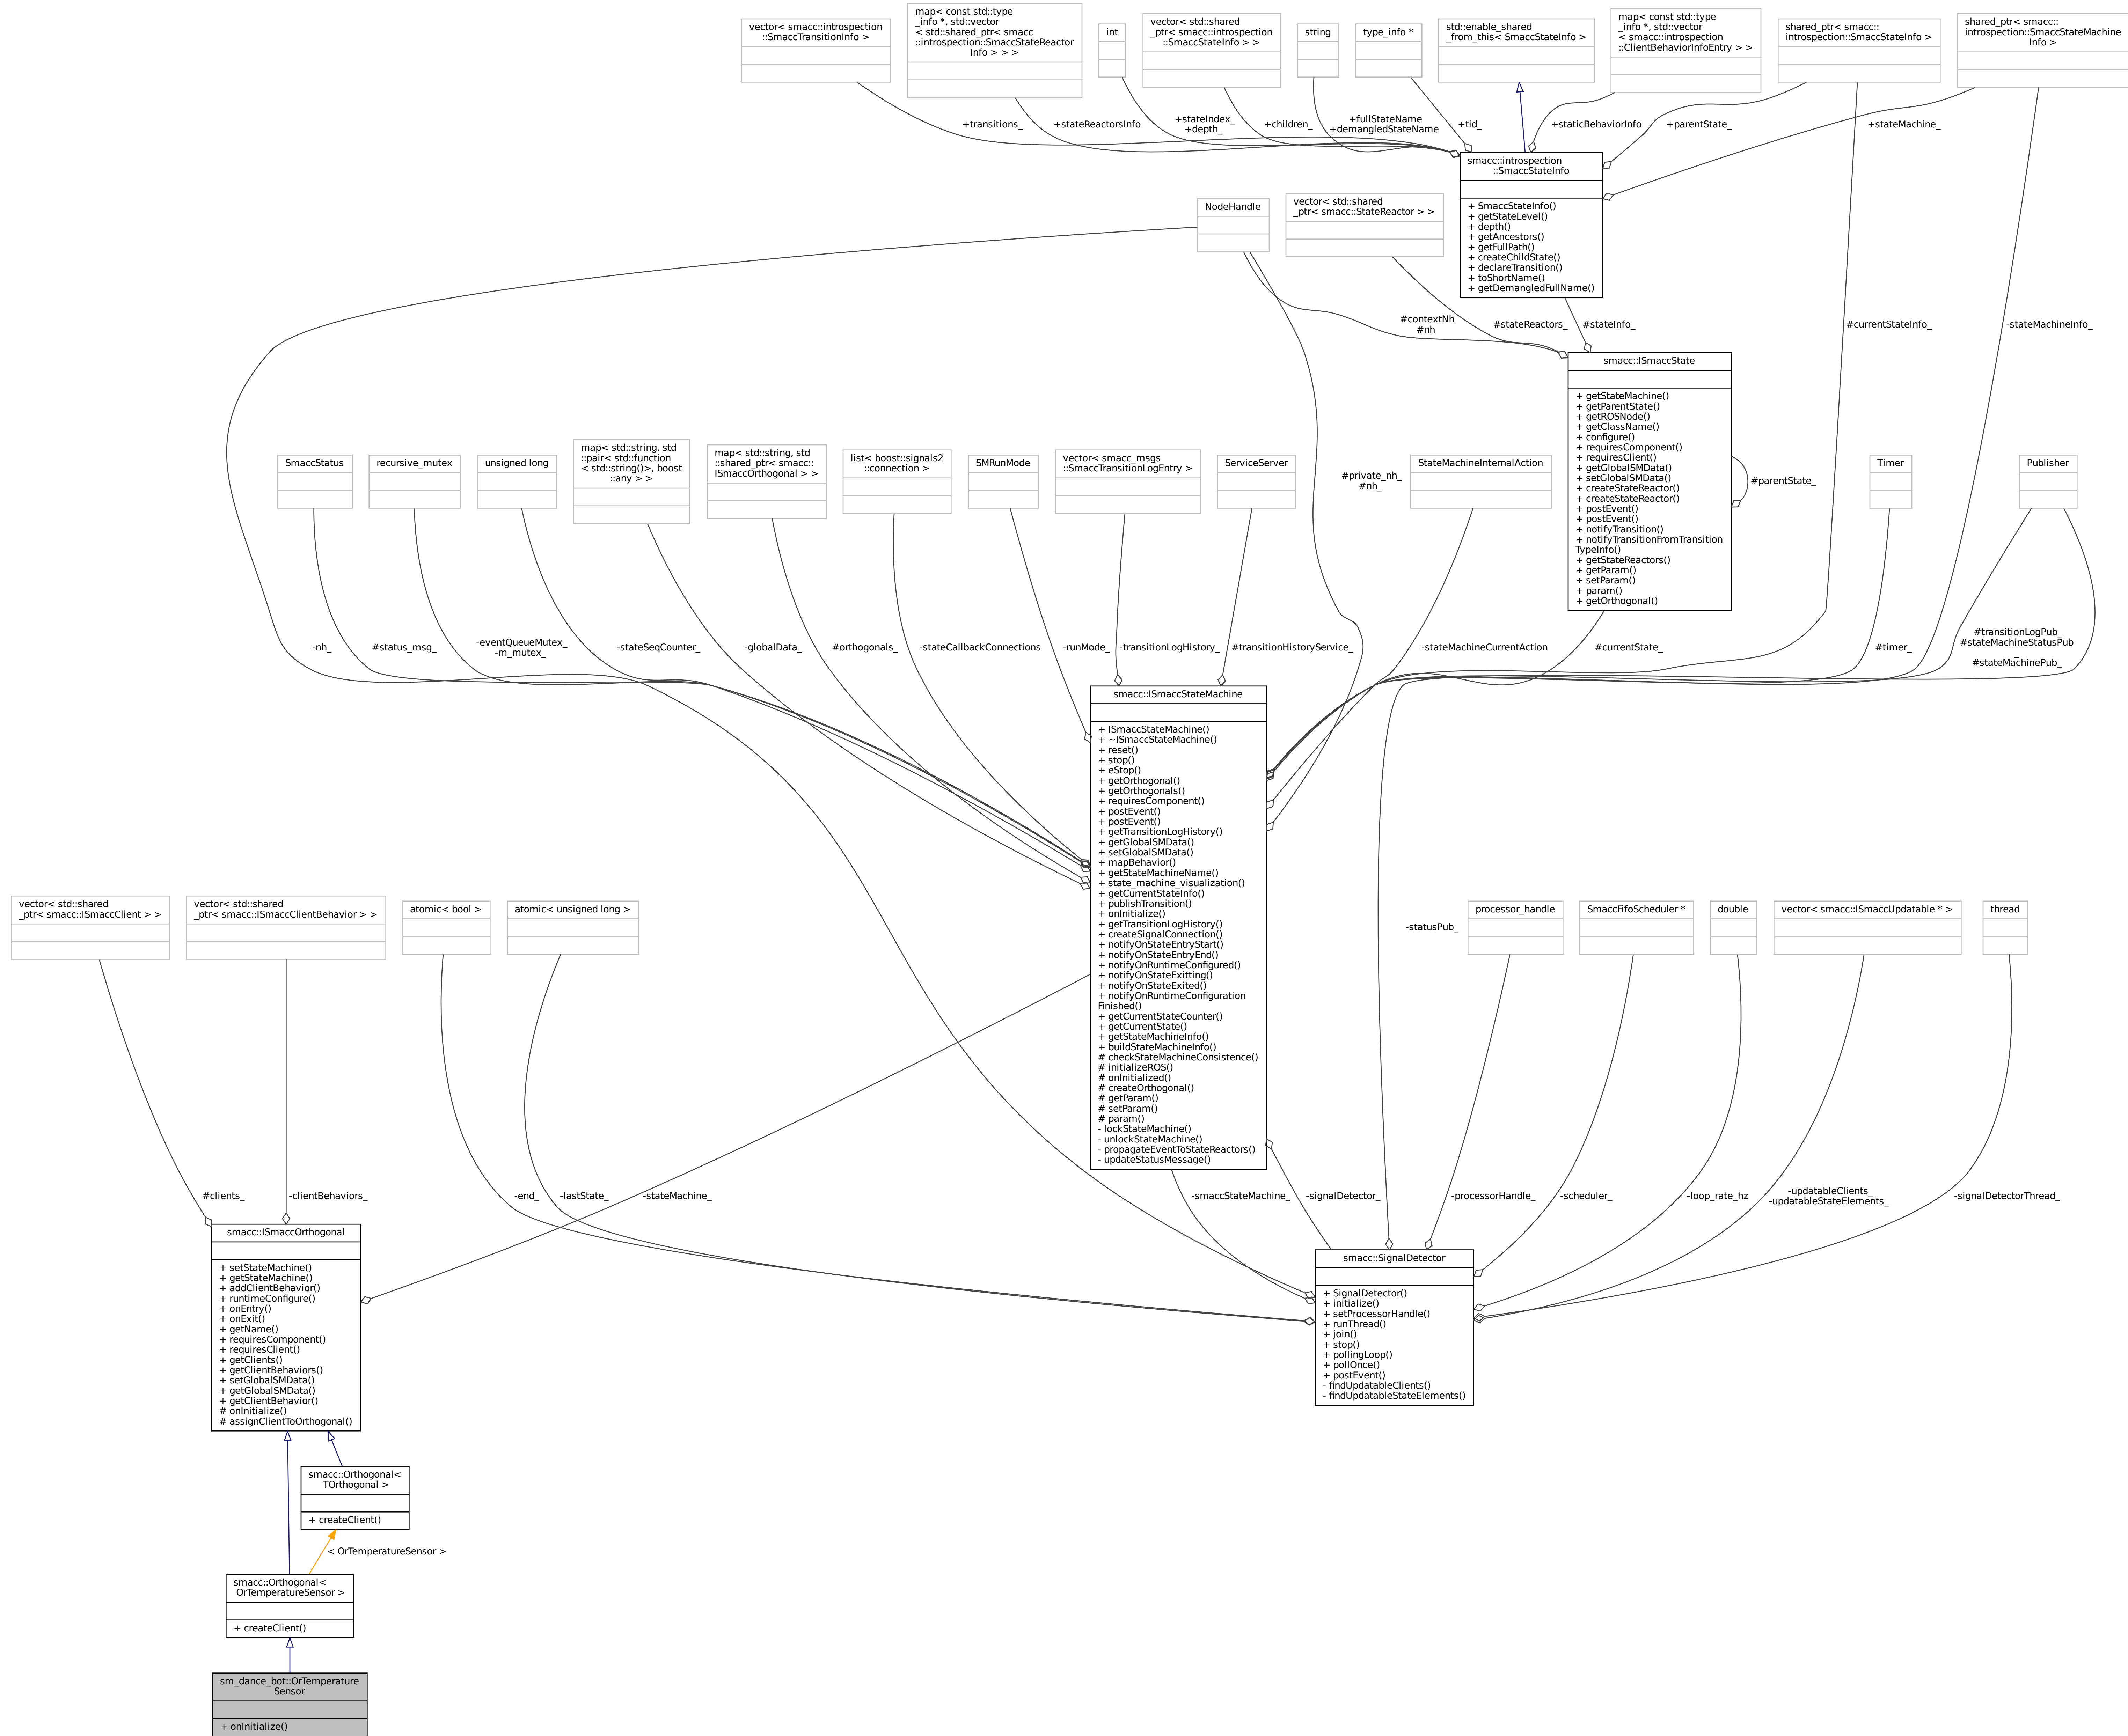 vector< smacc::introspection
::SmaccTransitionInfo >
map< const std::type
_info *, std::vector
< std::shared_ptr< smacc
::introspection::SmaccStateReactor
Info > > >
int
vector< std::shared
_ptr< smacc::introspection
::SmaccStateInfo > >
string
type_info *
std::enable_shared
_from_this< SmaccStateInfo >
map< const std::type
_info *, std::vector
< smacc::introspection
::ClientBehaviorInfoEntry > >
shared_ptr< smacc::
introspection::SmaccStateInfo >
shared_ptr< smacc::
introspection::SmaccStateMachine
Info >
+transitions_
+stateReactorsInfo
+stateIndex_
+depth_
+children_
+fullStateName
+demangledStateName
+tid_
+staticBehaviorInfo
+parentState_
+stateMachine_
smacc::introspection
::SmaccStateInfo
+ SmaccStateInfo()
+ getStateLevel()
+ depth()
+ getAncestors()
+ getFullPath()
+ createChildState()
+ declareTransition()
+ toShortName()
+ getDemangledFullName()
NodeHandle
vector< std::shared
_ptr< smacc::StateReactor > >
#contextNh
#nh
#stateReactors_
#stateInfo_
#currentStateInfo_
-stateMachineInfo_
smacc::ISmaccState
+ getStateMachine()
+ getParentState()
+ getROSNode()
+ getClassName()
+ configure()
+ requiresComponent()
+ requiresClient()
+ getGlobalSMData()
+ setGlobalSMData()
+ createStateReactor()
+ createStateReactor()
+ postEvent()
+ postEvent()
+ notifyTransition()
+ notifyTransitionFromTransition
TypeInfo()
+ getStateReactors()
+ getParam()
+ setParam()
+ param()
+ getOrthogonal()
#parentState_
SmaccStatus
recursive_mutex
unsigned long
map< std::string, std
::pair< std::function
< std::string()>, boost
::any > >
map< std::string, std
::shared_ptr< smacc::
ISmaccOrthogonal > >
list< boost::signals2
::connection >
SMRunMode
vector< smacc_msgs
::SmaccTransitionLogEntry >
ServiceServer
#private_nh_
#nh_
StateMachineInternalAction
Timer
Publisher
-nh_
#status_msg_
-eventQueueMutex_
-m_mutex_
-stateSeqCounter_
-globalData_
#orthogonals_
-stateCallbackConnections
-runMode_
-transitionLogHistory_
#transitionHistoryService_
-stateMachineCurrentAction
#currentState_
#timer_
#transitionLogPub_
#stateMachineStatusPub
_
#stateMachinePub_
smacc::ISmaccStateMachine
+ ISmaccStateMachine()
+ ~ISmaccStateMachine()
+ reset()
+ stop()
+ eStop()
+ getOrthogonal()
+ getOrthogonals()
+ requiresComponent()
+ postEvent()
+ postEvent()
+ getTransitionLogHistory()
+ getGlobalSMData()
+ setGlobalSMData()
+ mapBehavior()
+ getStateMachineName()
+ state_machine_visualization()
+ getCurrentStateInfo()
+ publishTransition()
+ onInitialize()
+ getTransitionLogHistory()
+ createSignalConnection()
+ notifyOnStateEntryStart()
+ notifyOnStateEntryEnd()
+ notifyOnRuntimeConfigured()
+ notifyOnStateExitting()
+ notifyOnStateExited()
+ notifyOnRuntimeConfiguration
Finished()
+ getCurrentStateCounter()
+ getCurrentState()
+ getStateMachineInfo()
+ buildStateMachineInfo()
# checkStateMachineConsistence()
# initializeROS()
# onInitialized()
# createOrthogonal()
# getParam()
# setParam()
# param()
- lockStateMachine()
- unlockStateMachine()
- propagateEventToStateReactors()
- updateStatusMessage()
vector< std::shared
_ptr< smacc::ISmaccClient > >
vector< std::shared
_ptr< smacc::ISmaccClientBehavior > >
atomic< bool >
atomic< unsigned long >
-statusPub_
processor_handle
SmaccFifoScheduler *
double
vector< smacc::ISmaccUpdatable * >
thread
#clients_
-clientBehaviors_
-end_
-lastState_
-stateMachine_
-smaccStateMachine_
-signalDetector_
-processorHandle_
-scheduler_
-loop_rate_hz
-updatableClients_
-updatableStateElements_
-signalDetectorThread_
smacc::ISmaccOrthogonal
+ setStateMachine()
+ getStateMachine()
+ addClientBehavior()
+ runtimeConfigure()
+ onEntry()
+ onExit()
+ getName()
+ requiresComponent()
+ requiresClient()
+ getClients()
+ getClientBehaviors()
+ setGlobalSMData()
+ getGlobalSMData()
+ getClientBehavior()
# onInitialize()
# assignClientToOrthogonal()
smacc::SignalDetector
+ SignalDetector()
+ initialize()
+ setProcessorHandle()
+ runThread()
+ join()
+ stop()
+ pollingLoop()
+ pollOnce()
+ postEvent()
- findUpdatableClients()
- findUpdatableStateElements()
smacc::Orthogonal<
TOrthogonal >
+ createClient()
< OrTemperatureSensor >
smacc::Orthogonal<
OrTemperatureSensor >
+ createClient()
sm_dance_bot::OrTemperature
Sensor
+ onInitialize()